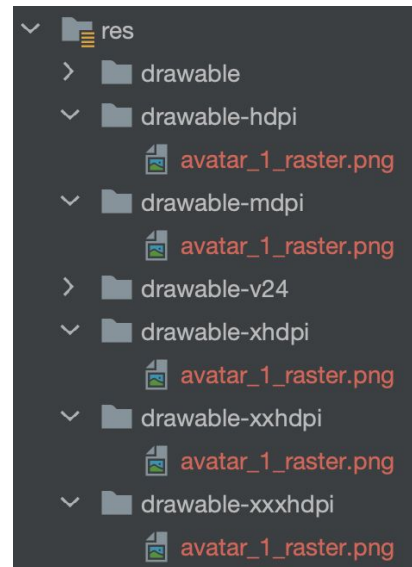 res
drawable
drawable-hdpi
avatar_1_raster.png
drawable-mdpi
avatar_1_raster.png
drawable-v24
drawable-xhdpi
avatar_1_raster.png
drawable-xxhdpi
avatar_1_raster.png
drawable-xxxhdpi
avatar_1_raster.png